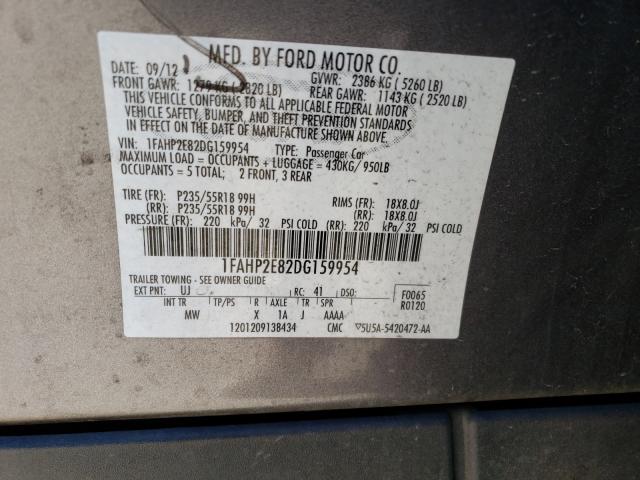 MFD. BY FORD MOTOR CO.
DATE: 09/12 GVWR: 2386 KG ( 5260 LB)
FRONT GAWR: 1279 KG ( 2820 LB) REAR GAWR: 1143 KG ( 2520 LB)
THIS VEHICLE CONFORMS TO ALL APPLICABLE FEDERAL MOTOR
VEHICLE SAFETY, BUMPER, AND THEFT PREVENTION STANDARDS
IN EFFECT ON THE DATE OF MANUFACTURE SHOWN ABOVE.
VIN: 1FAHP2E82DG159954 TYPE: Passenger Car
MAXIMUM LOAD = OCCUPANTS + LUGGAGE = 430KG/ 950LB
OCCUPANTS = 5 TOTAL; 2 FRONT, 3 REAR
TIRE (FR): P235/55R18 99H RIMS (FR): 18X8.0J
(RR): P235/55R18 99H (RR): 18X8.0J
PRESSURE (FR): 220 kPa/ 32 PSI COLD (RR): 220 kPa/ 32 PSI COLD
1FAHP2E82DG159954
TRAILER TOWING - SEE OWNER GUIDE
EXT PNT: UJ RC: 41 DSO: F0065
INT TR TP/PS R AXLE TR SPR R0120
MW X 1A J AAAA
1201209138434 CMC 5U5A-5420472-AA